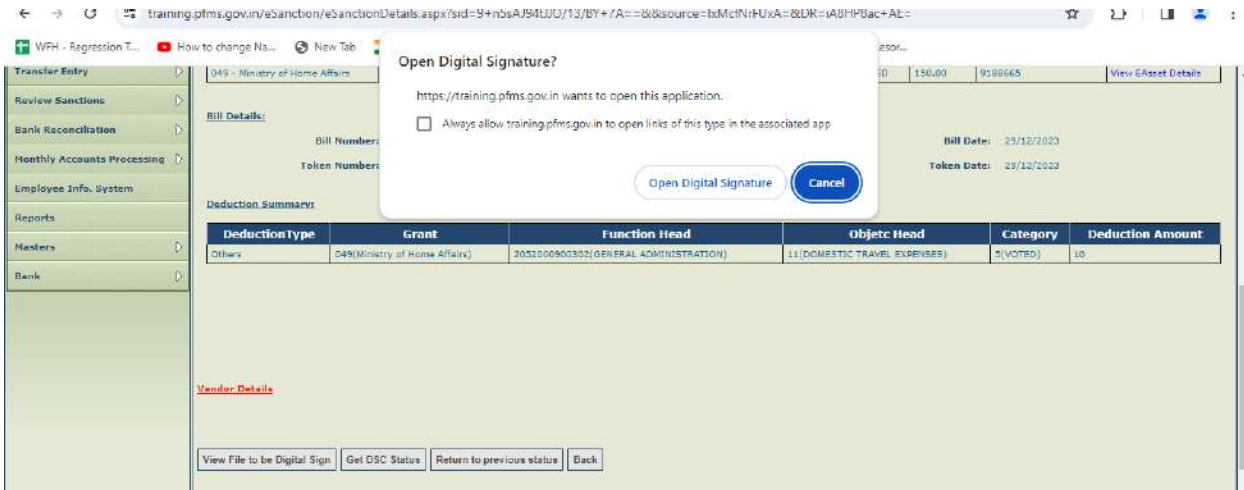 training.pfms.gov.in/eSanction/eSanctionDetails.aspx?sid=
WFH - Regression T... How to change Na... New Tab
Open Digital Signature?
https://training.pfms.gov.in wants to open this application.
Always allow training.pfms.gov.in to open links of this type in the associated app
Open Digital Signature Cancel
Transfer Entry
Review Sanctions
Bank Reconciliation
Monthly Accounts Processing
Employee Info. System
Reports
Masters
Bank
049 - Ministry of Home Affairs 150.00 9188665 View EAsset Details
Bill Details:
Bill Number: Bill Date: 29/12/2023
Token Number: Token Date: 29/12/2023
Deduction Summary:
DeductionType Grant Function Head Objetc Head Category Deduction Amount
Others 049(Ministry of Home Affairs) 2052000900302(GENERAL ADMINISTRATION) 11(DOMESTIC TRAVEL EXPENSES) 5(VOTED) 10
Vendor Details
View File to be Digital Sign Get DSC Status Return to previous status Back